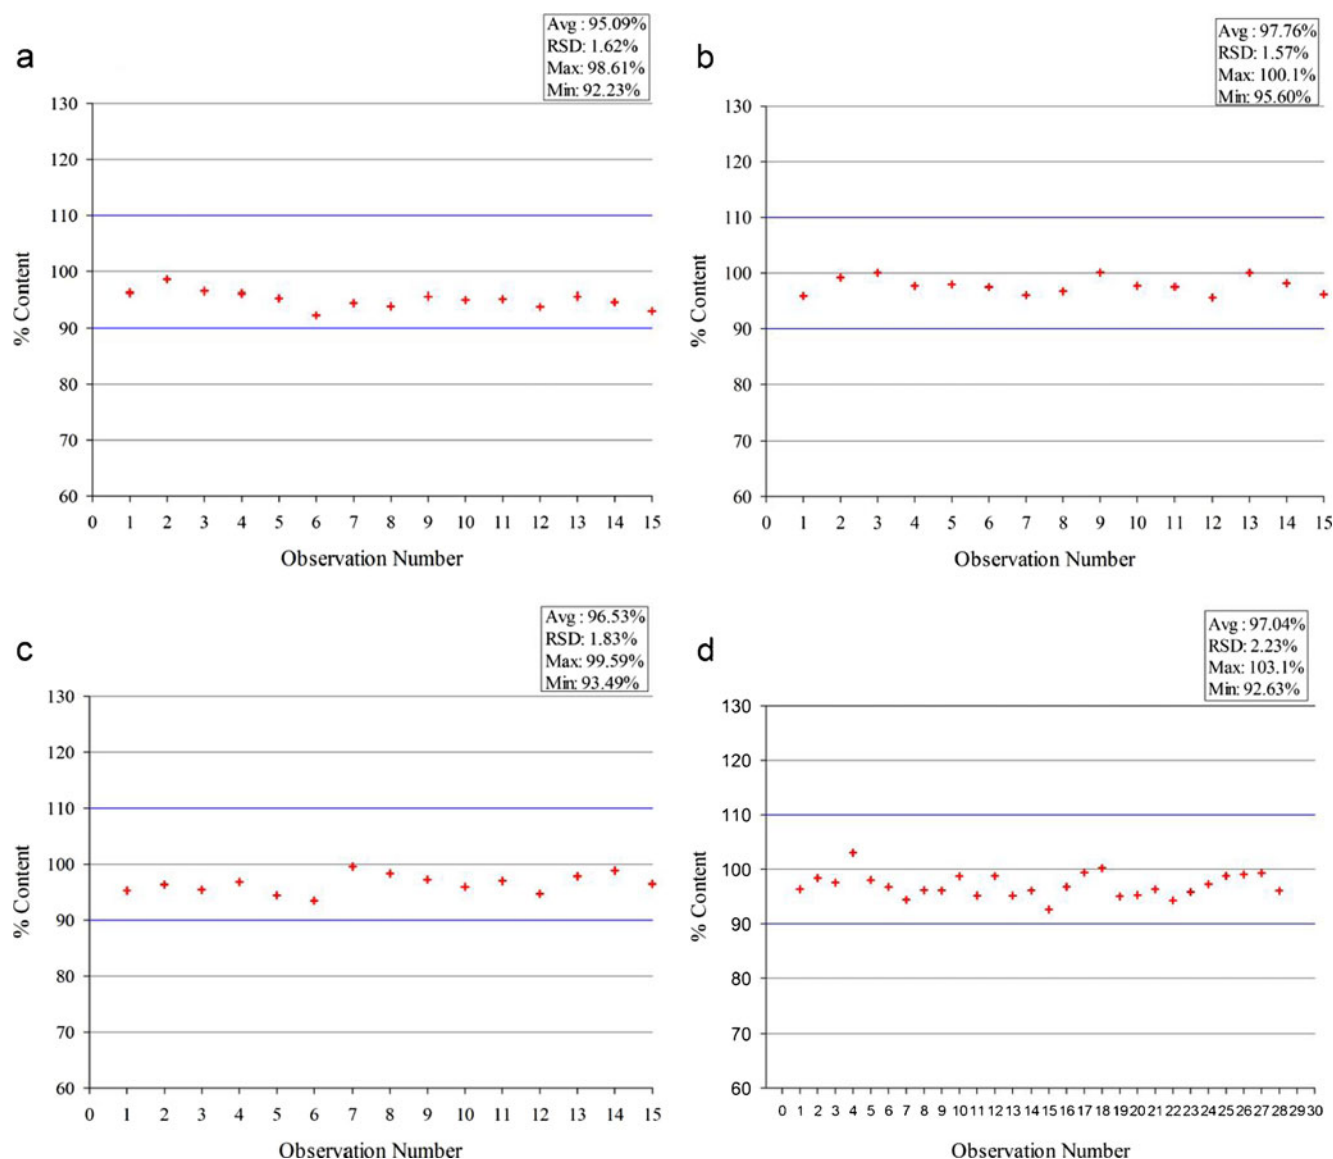 a
Avg : 95.09%
RSD: 1.62%
Max: 98.61%
Min: 92.23%
130
120
110
100
90
80
70
60
% Content
0 1 2 3 4 5 6 7 8 9 10 11 12 13 14 15
Observation Number
b
Avg : 97.76%
RSD: 1.57%
Max: 100.1%
Min: 95.60%
130
120
110
100
90
80
70
60
% Content
0 1 2 3 4 5 6 7 8 9 10 11 12 13 14 15
Observation Number
c
Avg : 96.53%
RSD: 1.83%
Max: 99.59%
Min: 93.49%
130
120
110
100
90
80
70
60
% Content
0 1 2 3 4 5 6 7 8 9 10 11 12 13 14 15
Observation Number
d
Avg : 97.04%
RSD: 2.23%
Max: 103.1%
Min: 92.63%
130
120
110
100
90
80
70
60
% Content
0 1 2 3 4 5 6 7 8 9 10 11 12 13 14 15 16 17 18 19 20 21 22 23 24 25 26 27 28 29 30
Observation Number